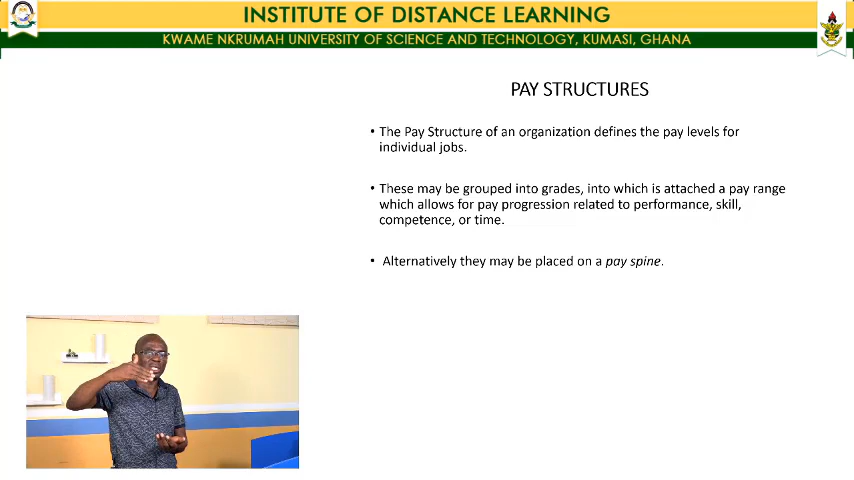 INSTITUTE OF DISTANCE LEARNING
KWAME NKRUMAH UNIVERSITY OF SCIENCE AND TECHNOLOGY, KUMASI, GHANA
PAY STRUCTURES
• The Pay Structure of an organization defines the pay levels for
individual jobs.
• These may be grouped into grades, into which is attached a pay range
which allows for pay progression related to performance, skill,
competence, or time.
• Alternatively they may be placed on a pay spine.